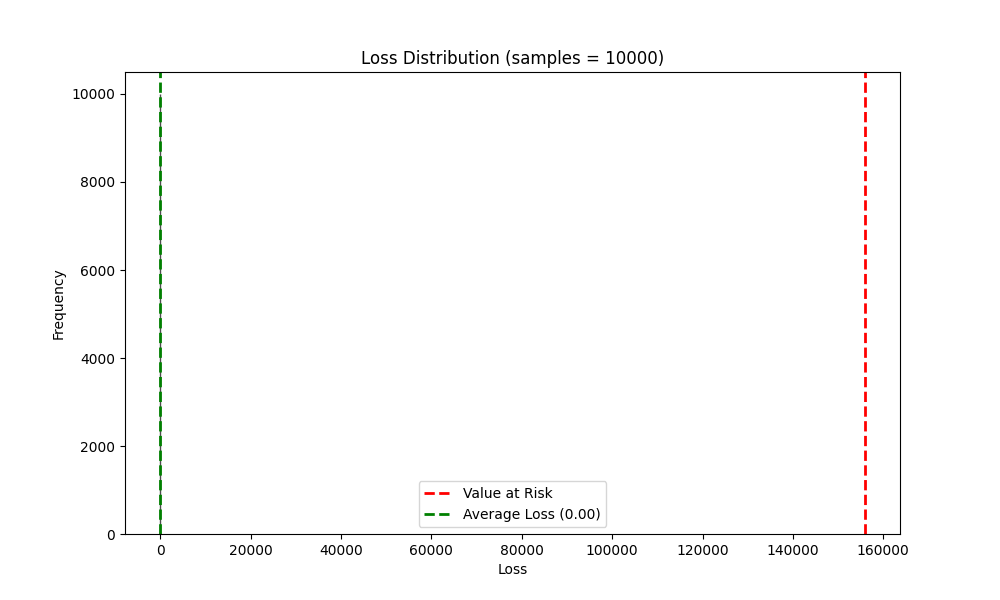 Loss Distribution (samples = 10000)
10000
8000
6000
4000
2000
0
Frequency
Value at Risk
Average Loss (0.00)
0 20000 40000 60000 80000 100000 120000 140000 160000
Loss